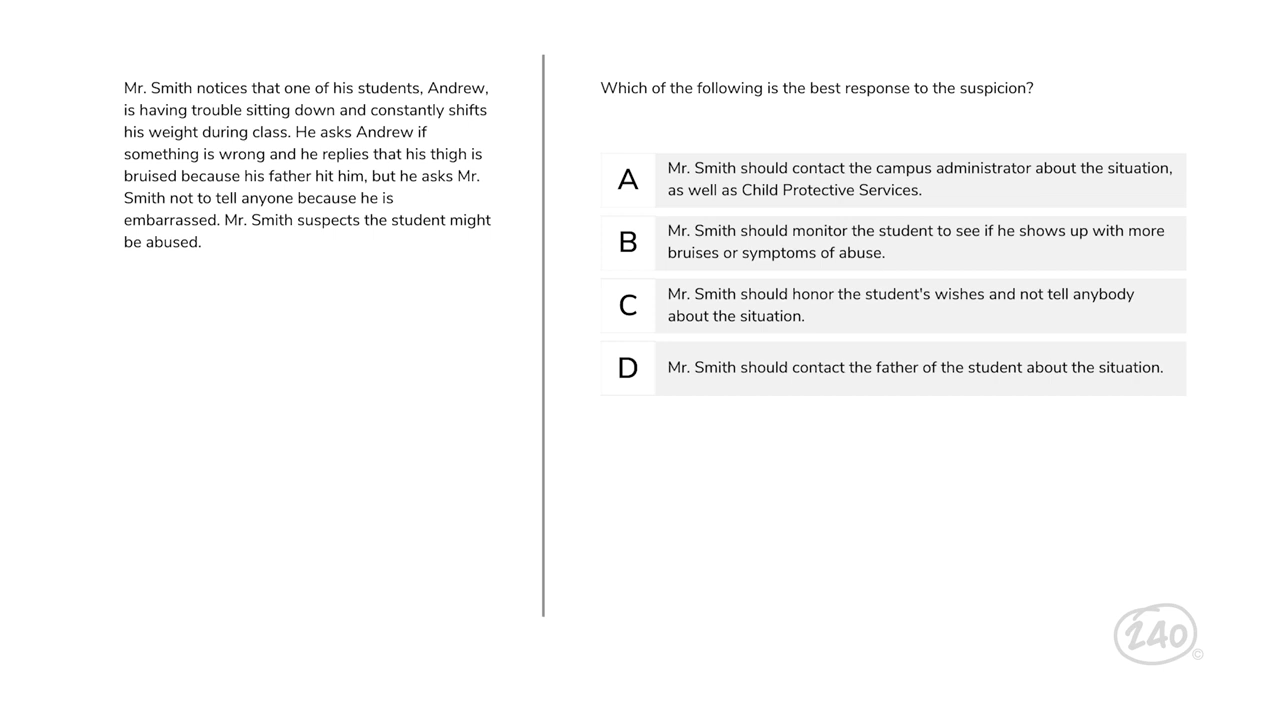 Mr. Smith notices that one of his students, Andrew,
is having trouble sitting down and constantly shifts
his weight during class. He asks Andrew if
something is wrong and he replies that his thigh is
bruised because his father hit him, but he asks Mr.
Smith not to tell anyone because he is
embarrassed. Mr. Smith suspects the student might
be abused.
Which of the following is the best response to the suspicion?
A
Mr. Smith should contact the campus administrator about the situation,
as well as Child Protective Services.
B
Mr. Smith should monitor the student to see if he shows up with more
bruises or symptoms of abuse.
C
Mr. Smith should honor the student's wishes and not tell anybody
about the situation.
D
Mr. Smith should contact the father of the student about the situation.
240
©